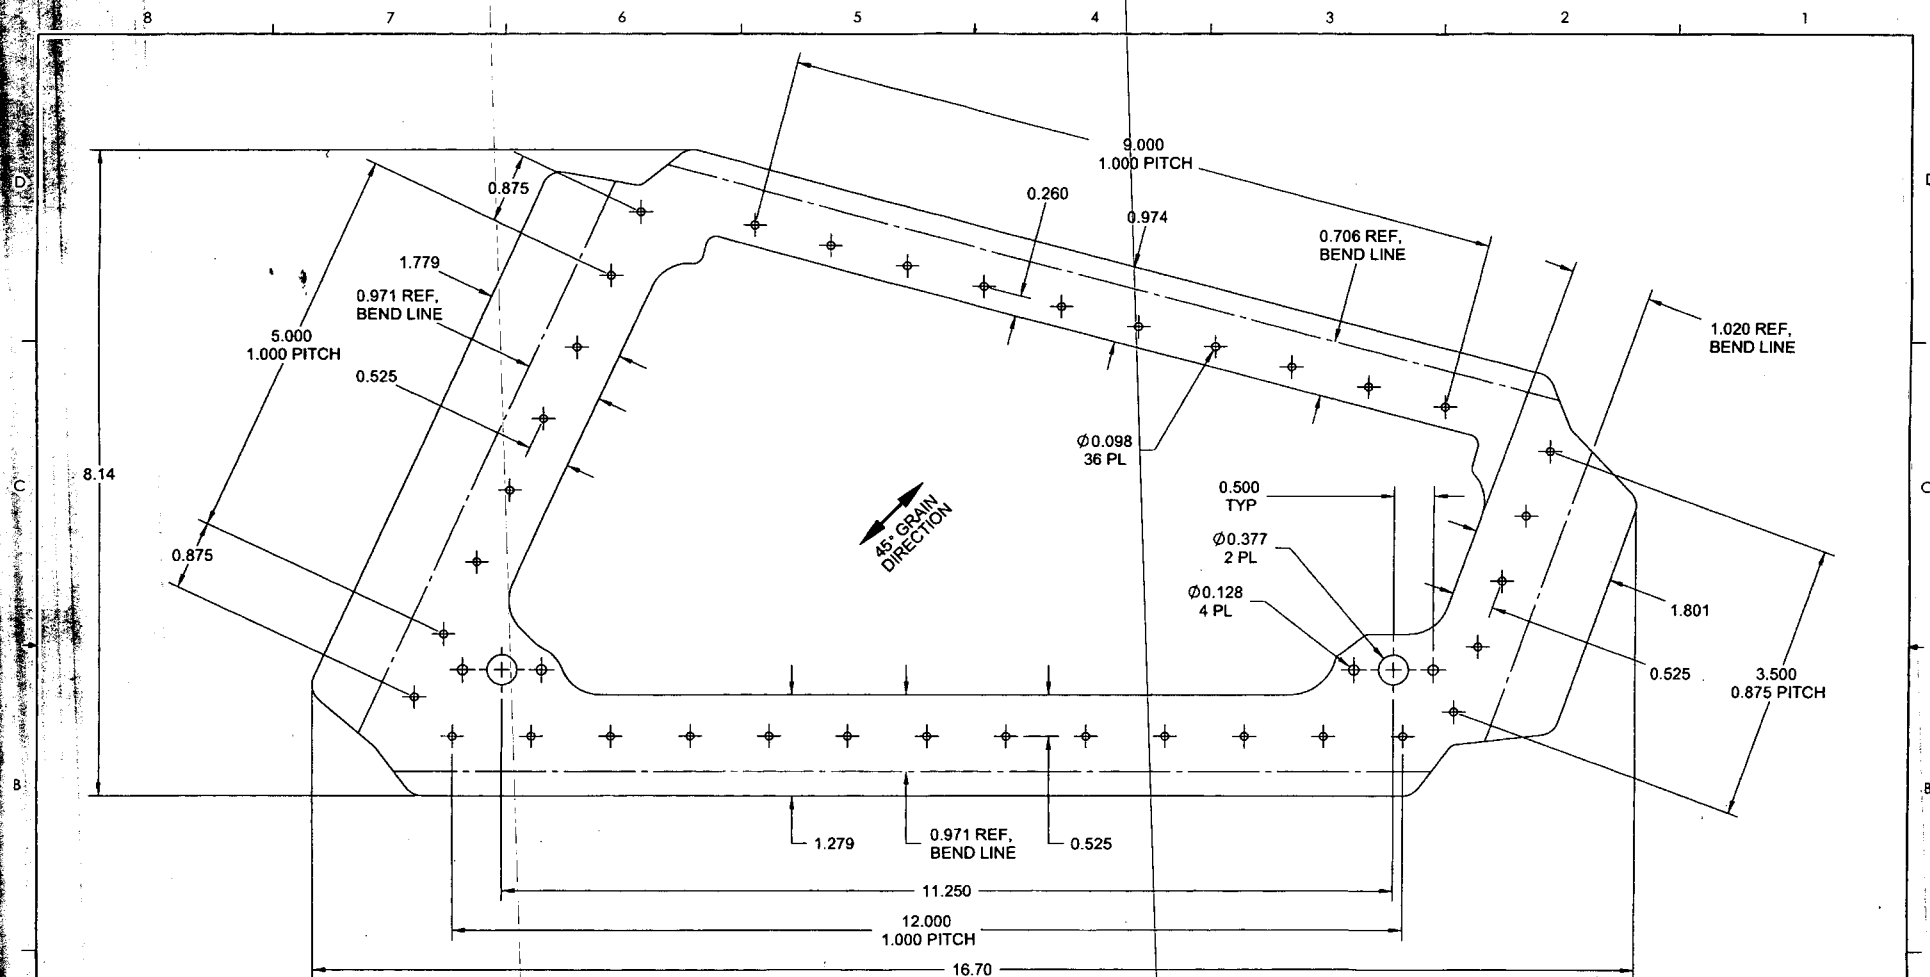 8 7 6 5 4 3 2 1
D
9.000
1.000 PITCH
0.875
0.260
0.974
0.706 REF,
BEND LINE
1.779
0.971 REF,
BEND LINE
1.020 REF,
BEND LINE
5.000
1.000 PITCH
0.525
Ø0.098
36 PL
8.14
C
C
0.500
TYP
45° GRAIN
DIRECTION
Ø0.377
2 PL
0.875
Ø0.128
4 PL
1.801
0.525
3.500
0.875 PITCH
B
1.279
0.971 REF,
BEND LINE
0.525
11.250
12.000
1.000 PITCH
16.70